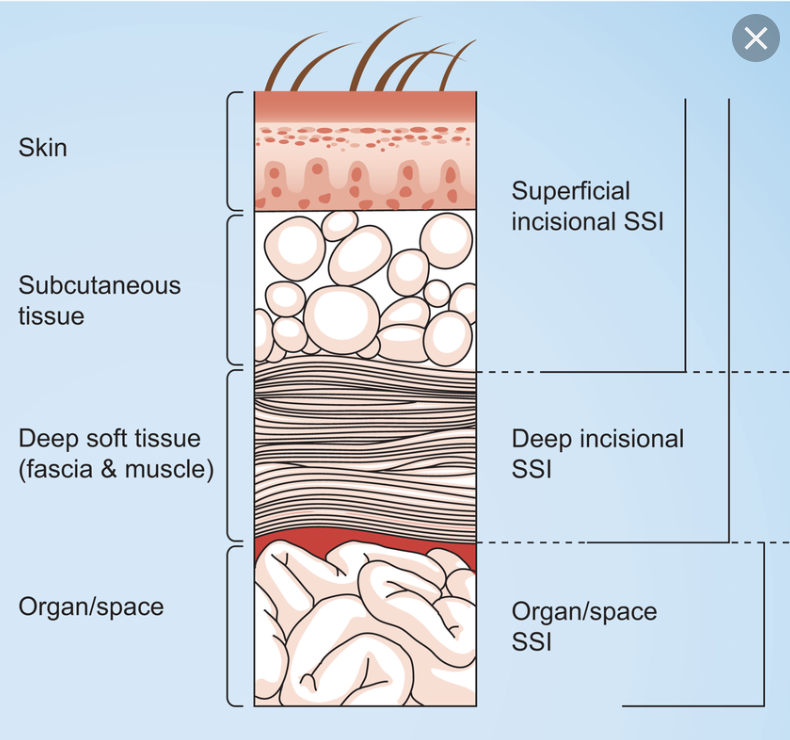 Skin
Superficial
incisional SSI
Subcutaneous
tissue
Deep soft tissue
(fascia & muscle)
Deep incisional
SSI
Organ/space
Organ/space
SSI